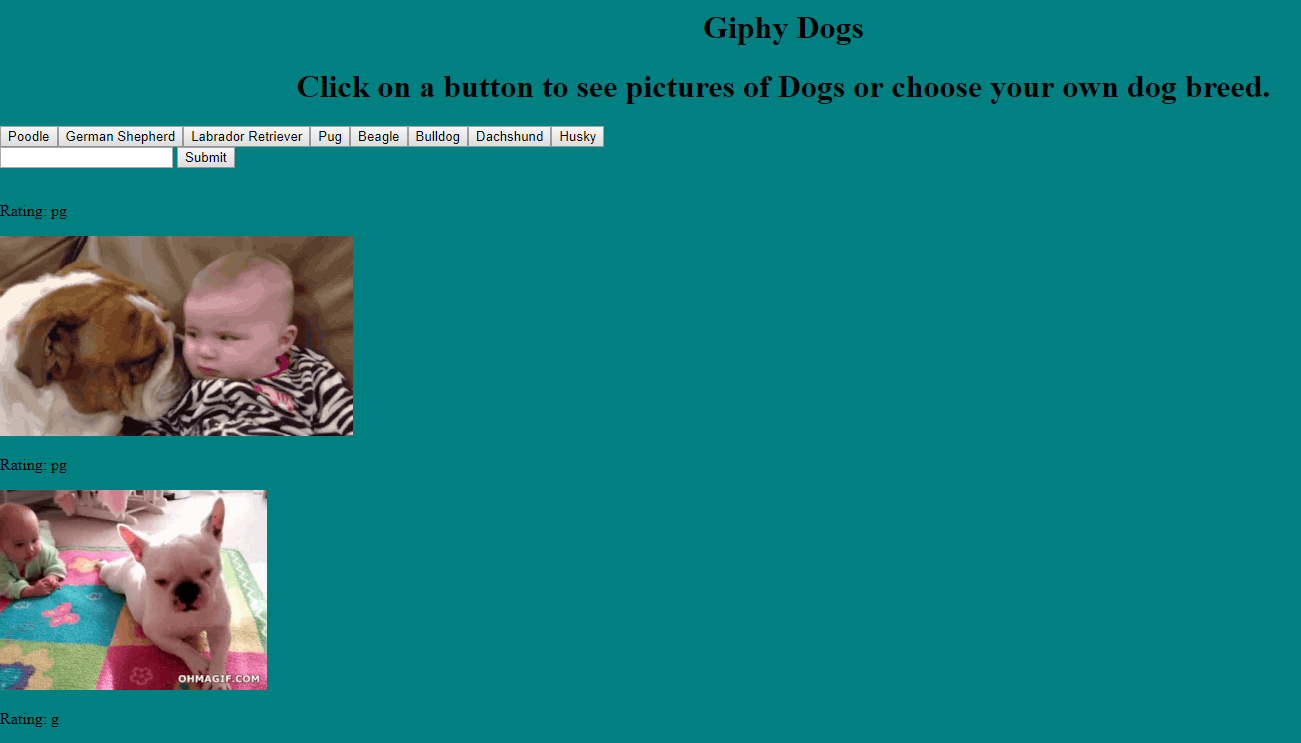 Giphy Dogs
Click on a button to see pictures of Dogs or choose your own dog breed.
Poodle German Shepherd Labrador Retriever Pug Beagle Bulldog Dachshund Husky
Submit
Rating: pg
Rating: pg
OHMAGIF.COM
Rating: g